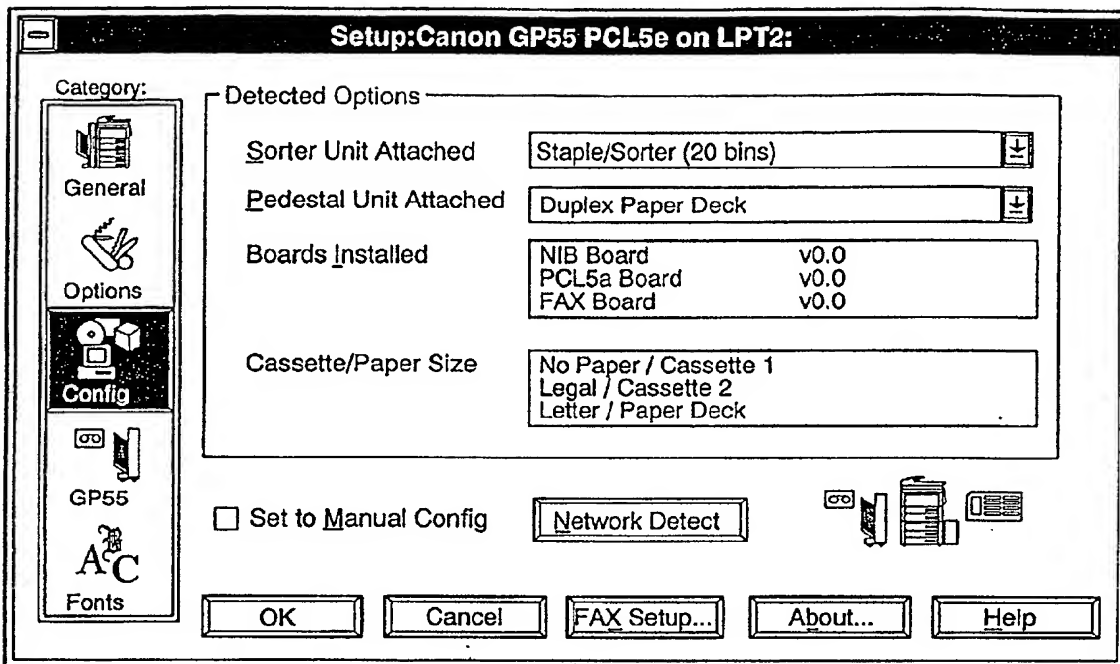 Setup:Canon GP55 PCL5e on LPT2:
Category:
General
Options
Config
GP55
Fonts
Detected Options
Sorter Unit Attached
Staple/Sorter (20 bins)
Pedestal Unit Attached
Duplex Paper Deck
Boards Installed
NIB Board v0.0
PCL5a Board v0.0
FAX Board v0.0
Cassette/Paper Size
No Paper / Cassette 1
Legal / Cassette 2
Letter / Paper Deck
Set to Manual Config
Network Detect
OK
Cancel
FAX Setup...
About...
Help